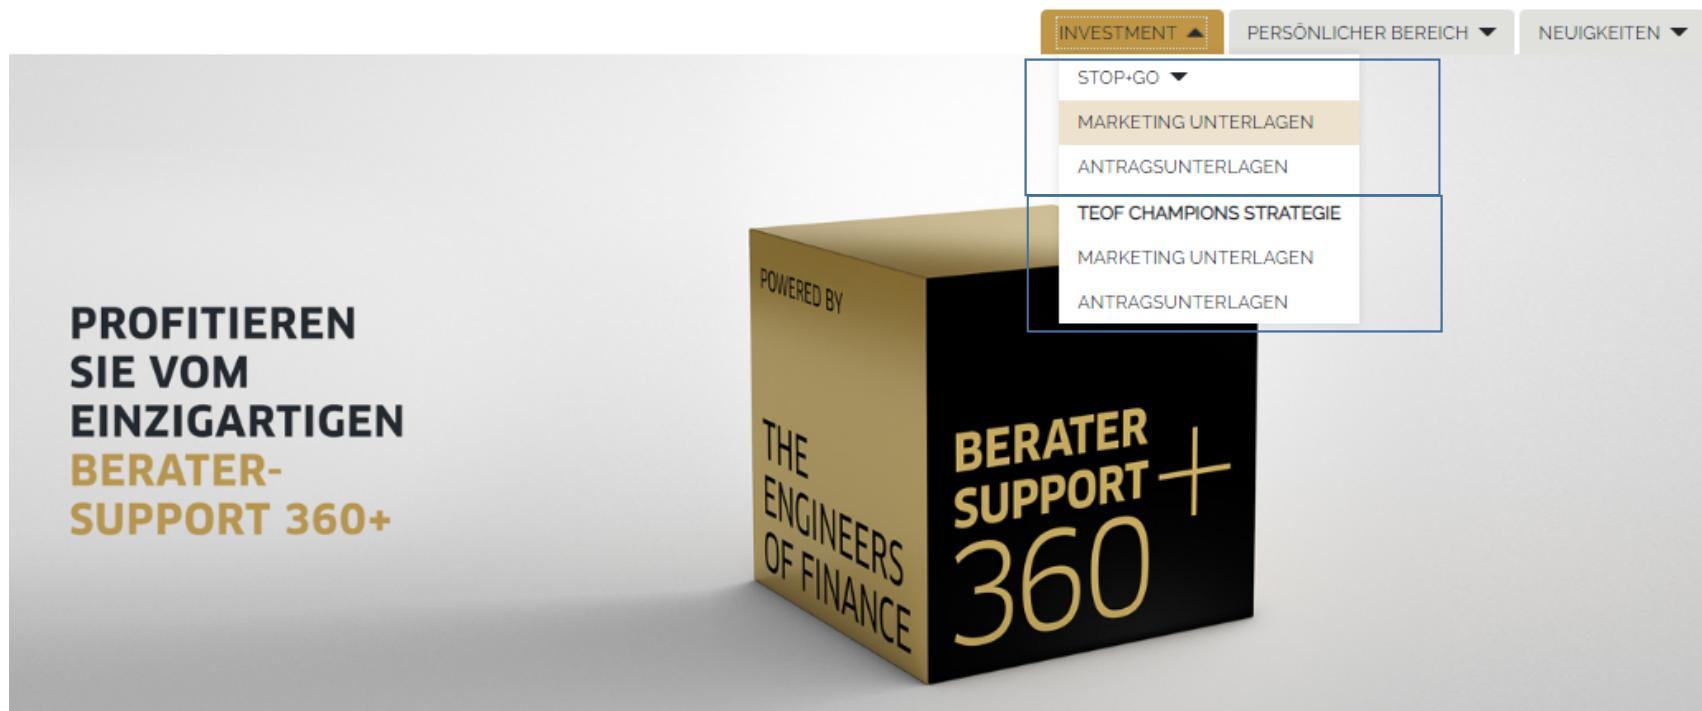 INVESTMENT
PERSÖNLICHER BEREICH
NEUIGKEITEN
STOP+GO
MARKETING UNTERLAGEN
ANTRAGSUNTERLAGEN
TEOF CHAMPIONS STRATEGIE
MARKETING UNTERLAGEN
ANTRAGSUNTERLAGEN
PROFITIEREN
SIE VOM
EINZIGARTIGEN
BERATER-
SUPPORT 360+
POWERED BY
THE
ENGINEERS
OF FINANCE
BERATER
SUPPORT +
360